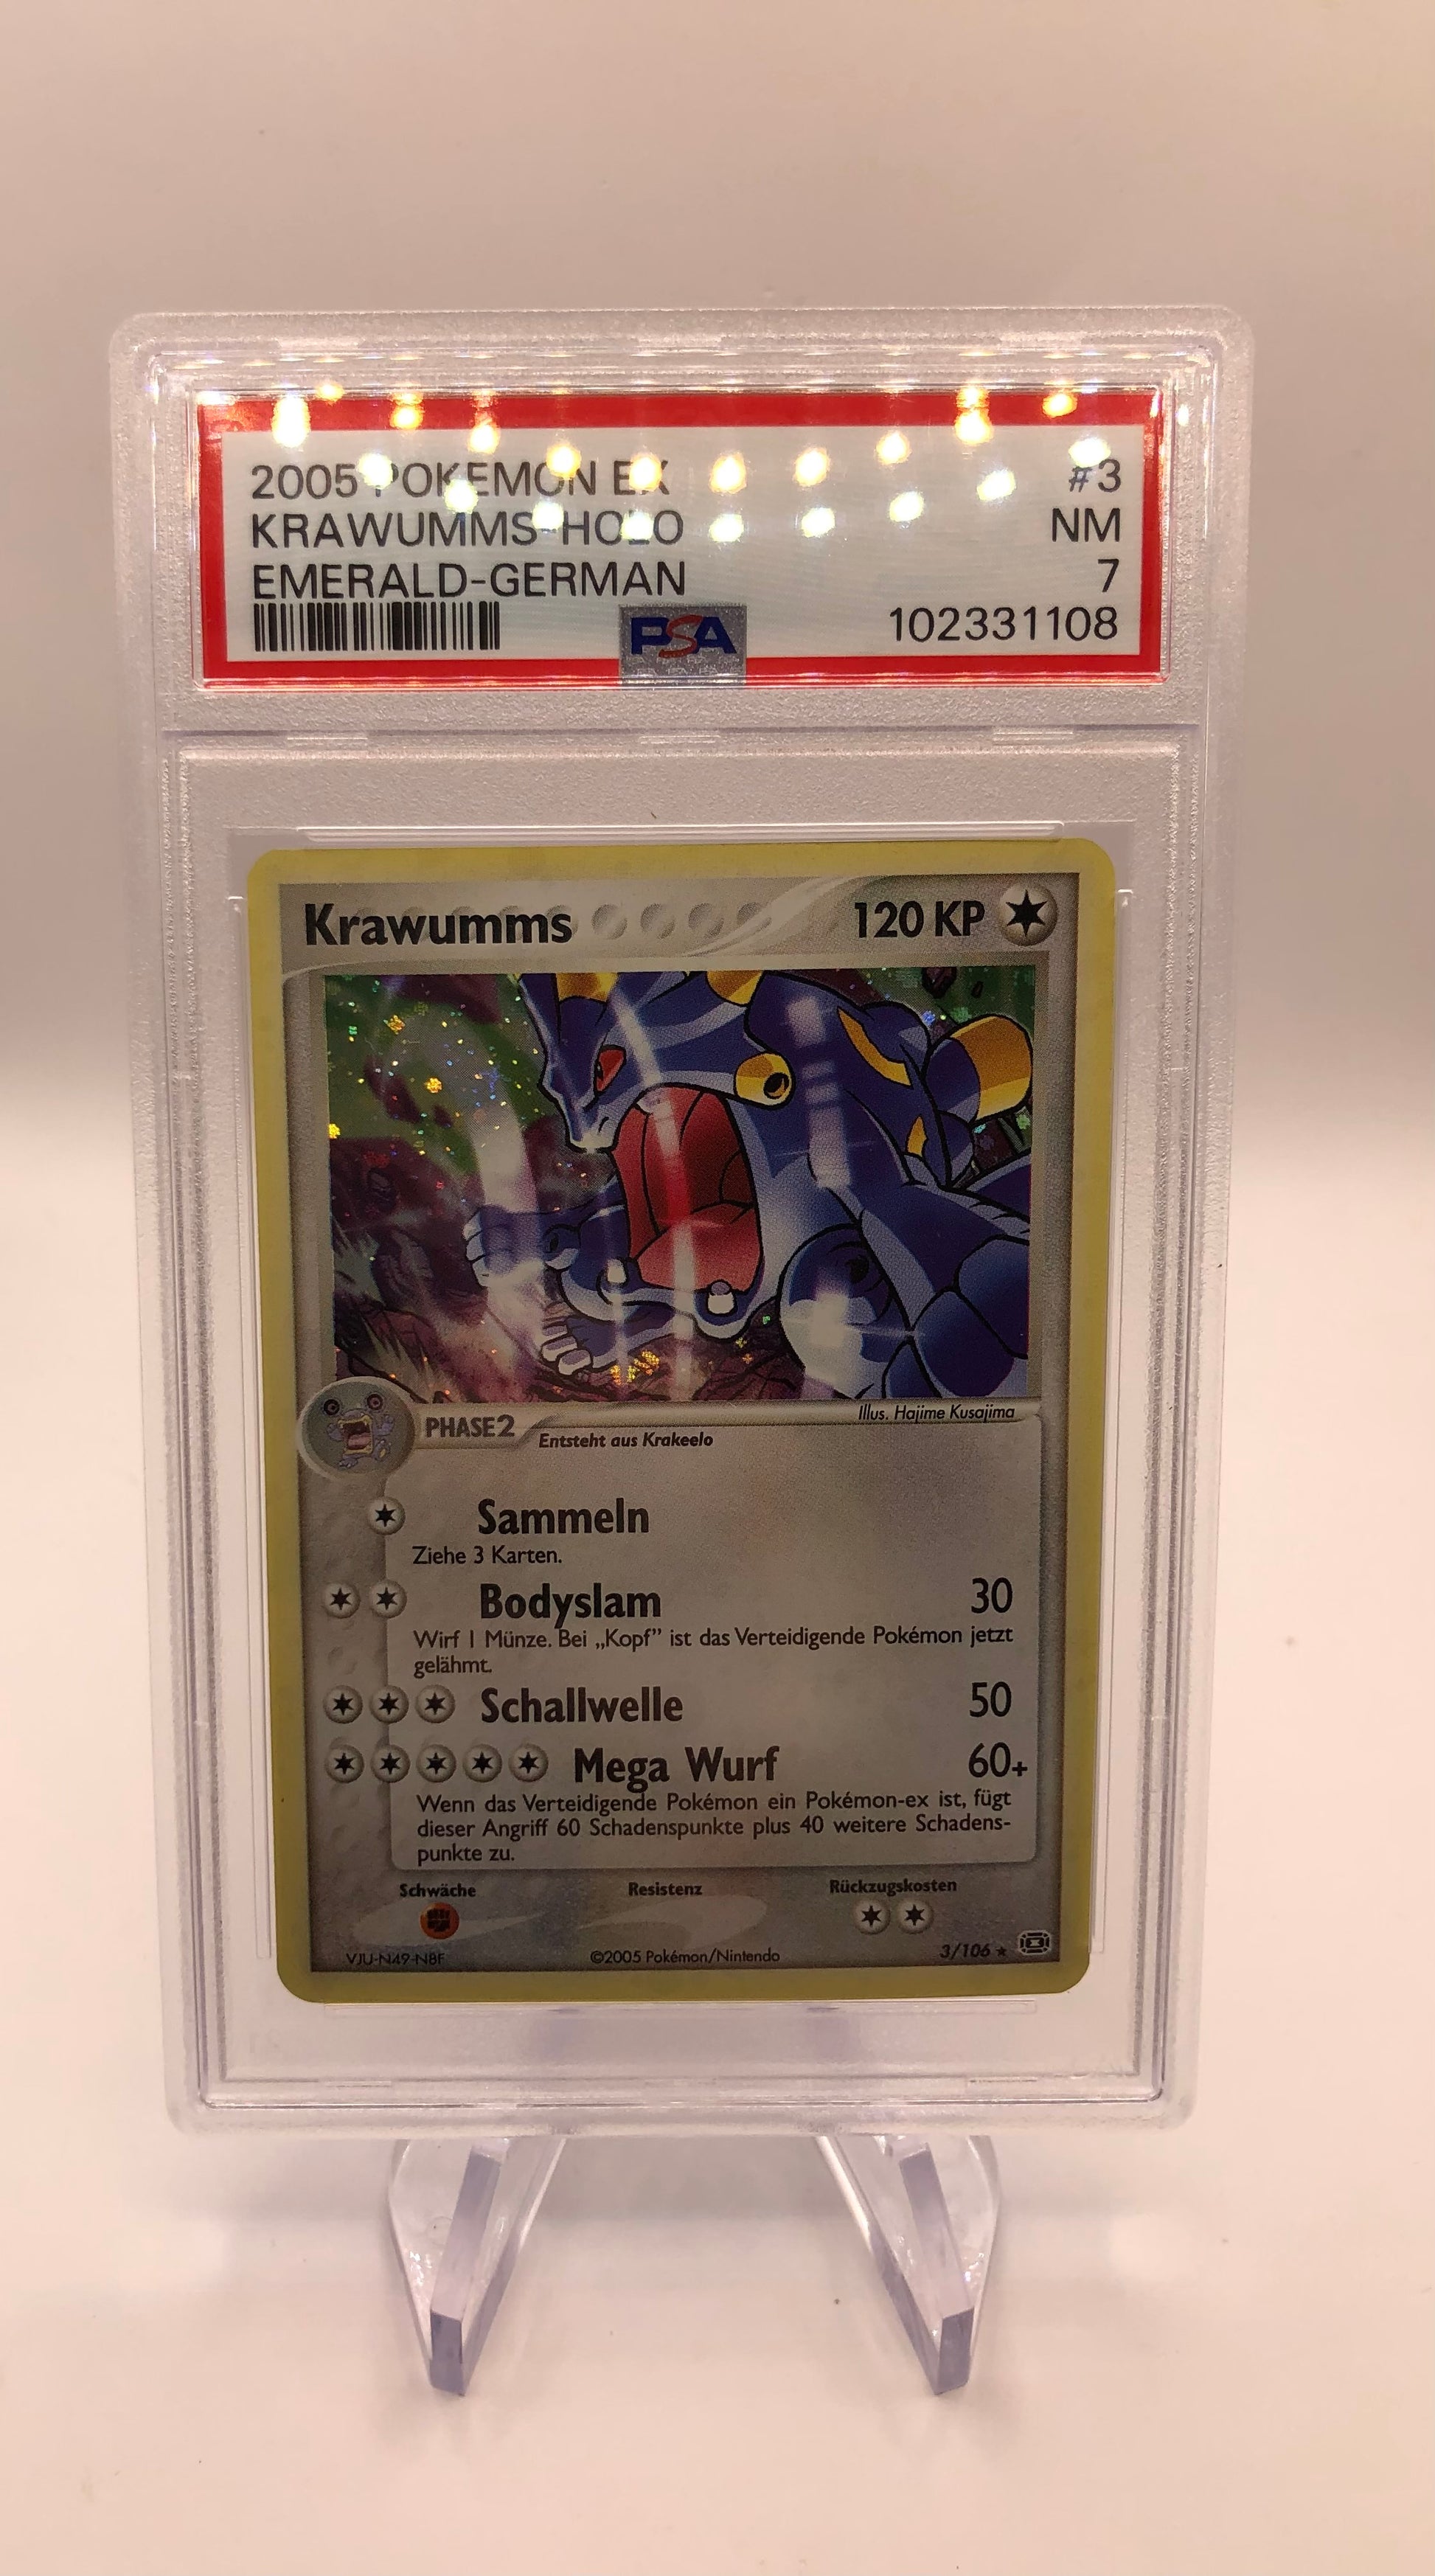 2005 POKEMON EX #3
KRAWUMMS-HOLO NM
EMERALD-GERMAN 7
PSA 102331108
Krawumms 120 KP
Illus. Hajime Kusajima
PHASE 2
Entsteht aus Krakeelo
Sammeln
Ziehe 3 Karten.
Bodyslam 30
Wirf 1 Münze. Bei „Kopf” ist das Verteidigende Pokémon jetzt
gelähmt.
Schallwelle 50
Mega Wurf 60+
Wenn das Verteidigende Pokémon ein Pokémon-ex ist, fügt
dieser Angriff 60 Schadenspunkte plus 40 weitere Schadens-
punkte zu.
Schwäche Resistenz Rückzugskosten
VJU-N49-N8F ©2005 Pokémon/Nintendo 3/106 ★